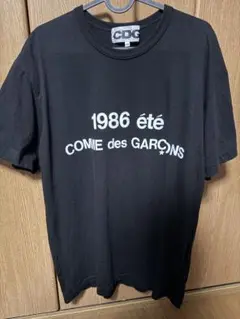 CDG
1986 été
COMME des GARÇONS